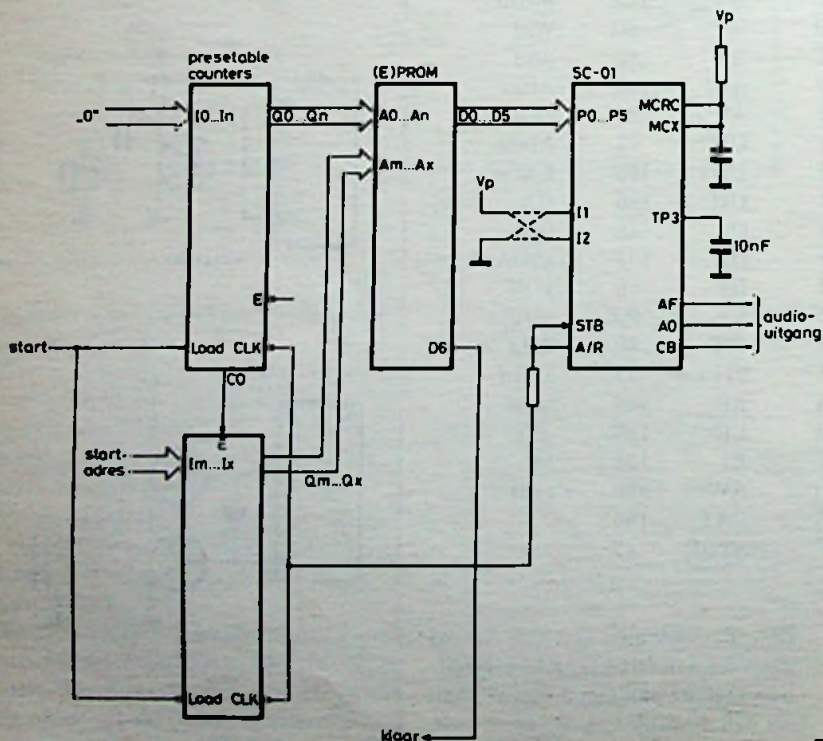 Vp
presetable
counters
(E)PROM
SC-01
„0"
I0...In
Q0...Qn
A0...An
D0...D5
P0...P5
MCRC
MCX
Am...Ax
Vp
I1
I2
TP3
10nF
E
STB
A/R
AF
AO
CB
audio-
uitgang
start
Load CLK
D6
CO
E
start-
adres
Im...Ix
Qm...Qx
Load CLK
klaar